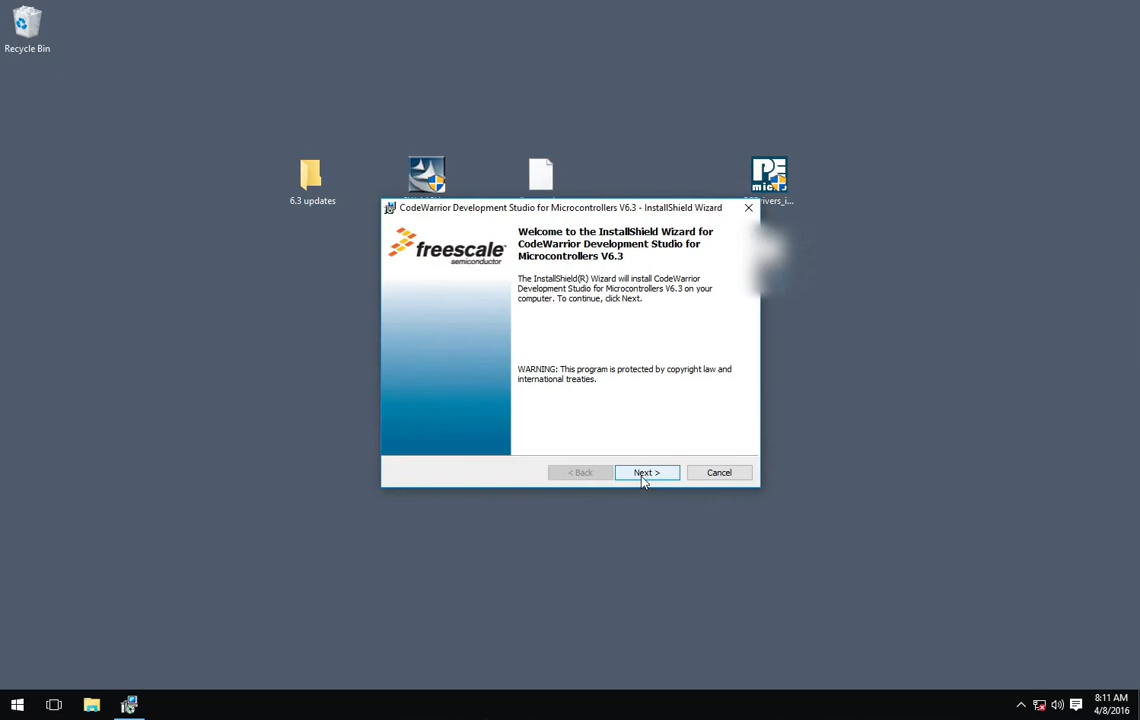 Recycle Bin
6.3 updates
CodeWarrior Development Studio for Microcontrollers V6.3 - InstallShield Wizard
freescale
semiconductor
Welcome to the InstallShield Wizard for
CodeWarrior Development Studio for
Microcontrollers V6.3
The InstallShield(R) Wizard will install CodeWarrior
Development Studio for Microcontrollers V6.3 on your
computer. To continue, click Next.
WARNING: This program is protected by copyright law and
international treaties.
< Back
Next >
Cancel
8:11 AM
4/8/2016